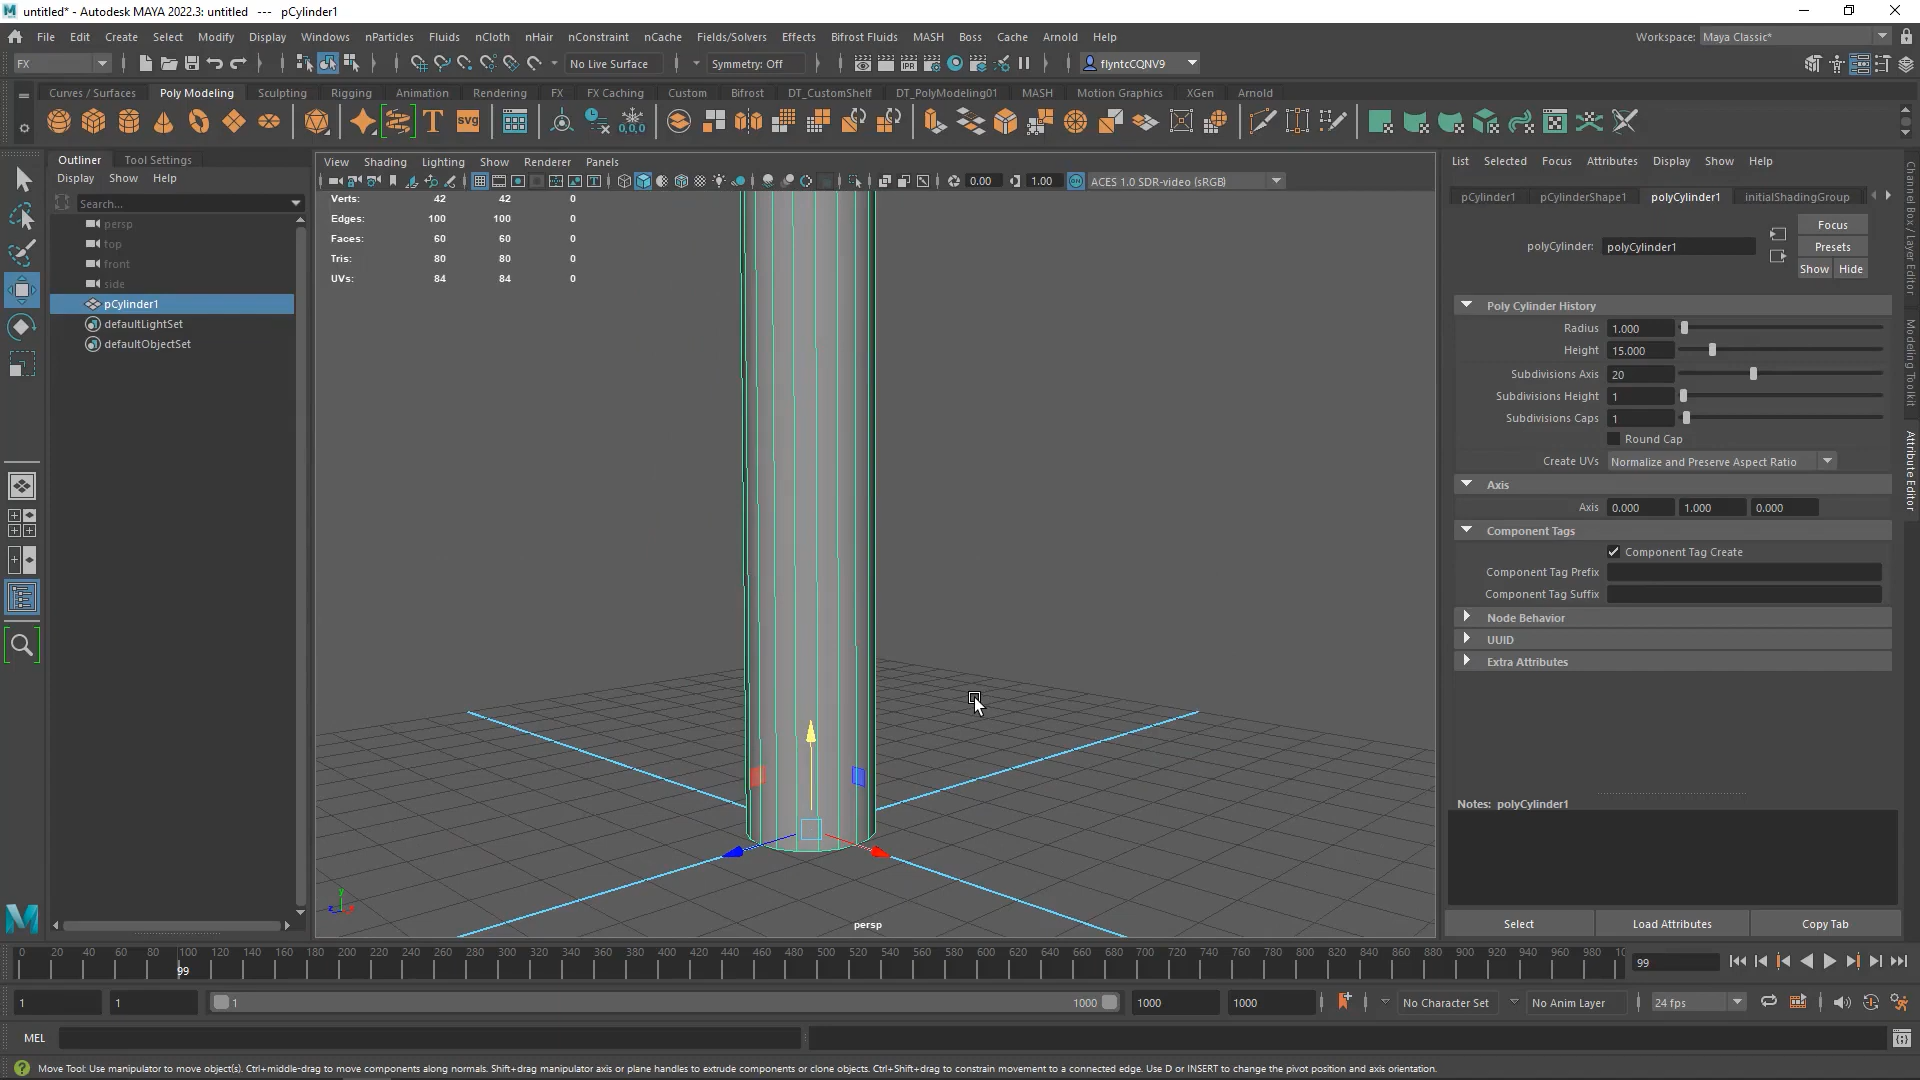 untitled* - Autodesk MAYA 2022.3: untitled   ---   pCylinder1
File Edit Create Select Modify Display Windows nParticles Fluids nCloth nHair nConstraint nCache Fields/Solvers Effects Bifrost Fluids MASH Boss Cache Arnold Help
Workspace: Maya Classic*
FX No Live Surface Symmetry: Off flyntcCQNV9
Curves / Surfaces Poly Modeling Sculpting Rigging Animation Rendering FX FX Caching Custom Bifrost DT_CustomShelf DT_PolyModeling01 MASH Motion Graphics XGen Arnold
svg 0,0,0
Outliner Tool Settings
Display Show Help
Search...
persp
top
front
side
pCylinder1
defaultLightSet
defaultObjectSet
View Shading Lighting Show Renderer Panels
0.00 1.00 ACES 1.0 SDR-video (sRGB)
Verts: 42 42 0
Edges: 100 100 0
Faces: 60 60 0
Tris: 80 80 0
UVs: 84 84 0
persp
List Selected Focus Attributes Display Show Help
pCylinder1 pCylinderShape1 polyCylinder1 initialShadingGroup
polyCylinder: polyCylinder1
Focus
Presets
Show Hide
Poly Cylinder History
Radius 1.000
Height 15.000
Subdivisions Axis 20
Subdivisions Height 1
Subdivisions Caps 1
Round Cap
Create UVs Normalize and Preserve Aspect Ratio
Axis
Axis 0.000 1.000 0.000
Component Tags
Component Tag Create
Component Tag Prefix
Component Tag Suffix
Node Behavior
UUID
Extra Attributes
Notes: polyCylinder1
Select Load Attributes Copy Tab
Channel Box / Layer Editor
Modeling Toolkit
Attribute Editor
0 20 40 60 80 100 120 140 160 180 200 220 240 260 280 300 320 340 360 380 400 420 440 460 480 500 520 540 560 580 600 620 640 660 680 700 720 740 760 780 800 820 840 860 880 900 920 940 960 980
99 99
1 1 1 1000 1000 1000 No Character Set No Anim Layer 24 fps
MEL
Move Tool: Use manipulator to move object(s). Ctrl+middle-drag to move components along normals. Shift+drag manipulator axis or plane handles to extrude components or clone objects. Ctrl+Shift+drag to constrain movement to a connected edge. Use D or INSERT to change the pivot position and axis orientation.